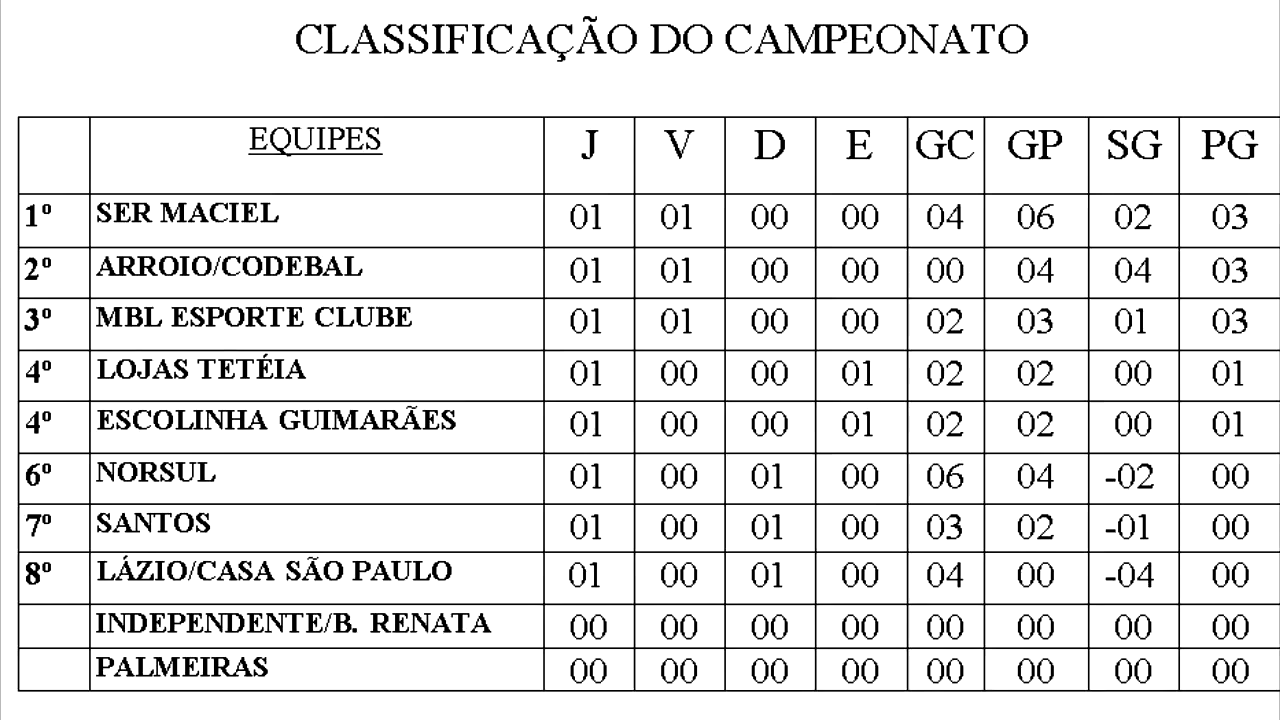 CLASSIFICAÇÃO DO CAMPEONATO
EQUIPES J V D E GC GP SG PG
1º SER MACIEL 01 01 00 00 04 06 02 03
2º ARROIO/CODEBAL 01 01 00 00 00 04 04 03
3º MBL ESPORTE CLUBE 01 01 00 00 02 03 01 03
4º LOJAS TETÉIA 01 00 00 01 02 02 00 01
4º ESCOLINHA GUIMARÃES 01 00 00 01 02 02 00 01
6º NORSUL 01 00 01 00 06 04 -02 00
7º SANTOS 01 00 01 00 03 02 -01 00
8º LÁZIO/CASA SÃO PAULO 01 00 01 00 04 00 -04 00
INDEPENDENTE/B. RENATA 00 00 00 00 00 00 00 00
PALMEIRAS 00 00 00 00 00 00 00 00